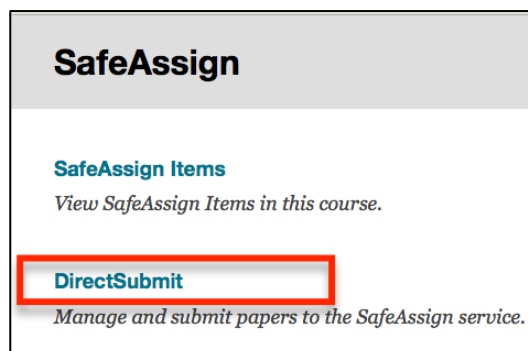 SafeAssign
SafeAssign Items
View SafeAssign Items in this course.
DirectSubmit
Manage and submit papers to the SafeAssign service.